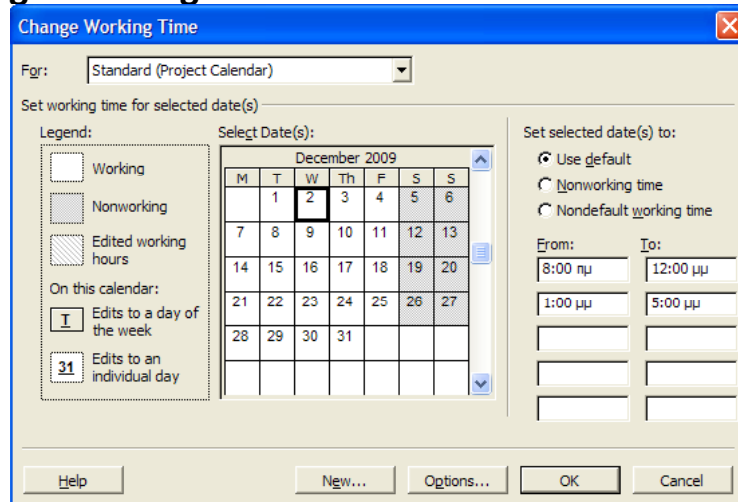 Change Working Time
For: Standard (Project Calendar)
Set working time for selected date(s)
Legend:
Working
Nonworking
Edited working
hours
On this calendar:
T Edits to a day of
the week
31 Edits to an
individual day
Select Date(s):
December 2009
M T W Th F S S
1 2 3 4 5 6
7 8 9 10 11 12 13
14 15 16 17 18 19 20
21 22 23 24 25 26 27
28 29 30 31
Set selected date(s) to:
Use default
Nonworking time
Nondefault working time
From: To:
8:00 πμ 12:00 μμ
1:00 μμ 5:00 μμ
Help New... Options... OK Cancel